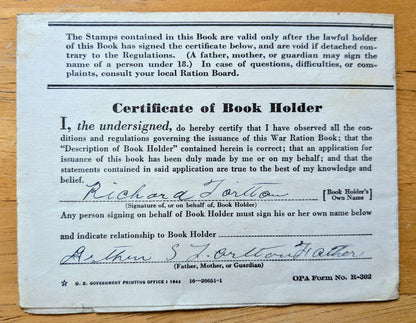 The Stamps contained in this Book are valid only after the lawful holder
of this Book has signed the certificate below, and are void if detached con-
trary to the Regulations. (A father, mother, or guardian may sign the
name of a person under 18.) In case of questions, difficulties, or com-
plaints, consult your local Ration Board.
Certificate of Book Holder
I, the undersigned, do hereby certify that I have observed all the con-
ditions and regulations governing the issuance of this War Ration Book; that the
"Description of Book Holder" contained herein is correct; that an application for
issuance of this book has been duly made by me or on my behalf; and that the
statements contained in said application are true to the best of my knowledge and
belief.
Richard [Book Holder's
Own Name]
(Signature of, or on behalf of, Book Holder)
Any person signing on behalf of Book Holder must sign his or her own name below
and indicate relationship to Book Holder
Father
(Father, Mother, or Guardian)
☆ U. S. GOVERNMENT PRINTING OFFICE : 1942 16-26651-1 OPA Form No. R-302